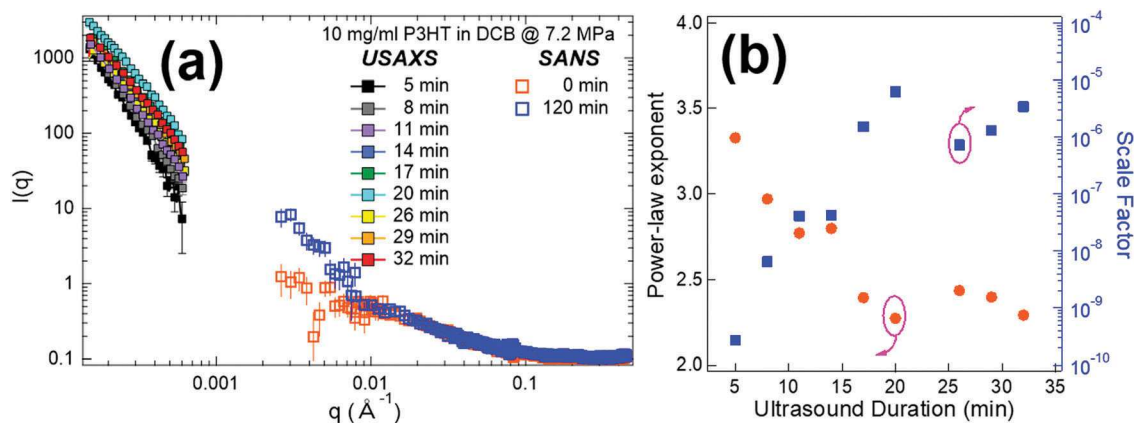 10 mg/ml P3HT in DCB @ 7.2 MPa
(a)
USAXS
5 min
8 min
11 min
14 min
17 min
20 min
26 min
29 min
32 min
SANS
0 min
120 min
I(q)
1000
100
10
1
0.1
0.001
0.01
0.1
q (Å⁻¹)
(b)
Power-law exponent
4.0
3.5
3.0
2.5
2.0
5
10
15
20
25
30
35
Ultrasound Duration (min)
10⁻⁴
10⁻⁵
10⁻⁶
10⁻⁷
10⁻⁸
10⁻⁹
10⁻¹⁰
Scale Factor